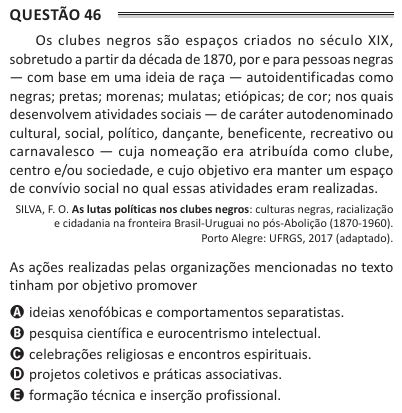 QUESTÃO 46
Os clubes negros são espaços criados no século XIX,
sobretudo a partir da década de 1870, por e para pessoas negras
— com base em uma ideia de raça — autoidentificadas como
negras; pretas; morenas; mulatas; etiópicas; de cor; nos quais
desenvolvem atividades sociais — de caráter autodenominado
cultural, social, político, dançante, beneficente, recreativo ou
carnavalesco — cuja nomeação era atribuída como clube,
centro e/ou sociedade, e cujo objetivo era manter um espaço
de convívio social no qual essas atividades eram realizadas.
SILVA, F. O. As lutas políticas nos clubes negros: culturas negras, racialização
e cidadania na fronteira Brasil-Uruguai no pós-Abolição (1870-1960).
Porto Alegre: UFRGS, 2017 (adaptado).
As ações realizadas pelas organizações mencionadas no texto
tinham por objetivo promover
A ideias xenofóbicas e comportamentos separatistas.
B pesquisa científica e eurocentrismo intelectual.
C celebrações religiosas e encontros espirituais.
D projetos coletivos e práticas associativas.
E formação técnica e inserção profissional.